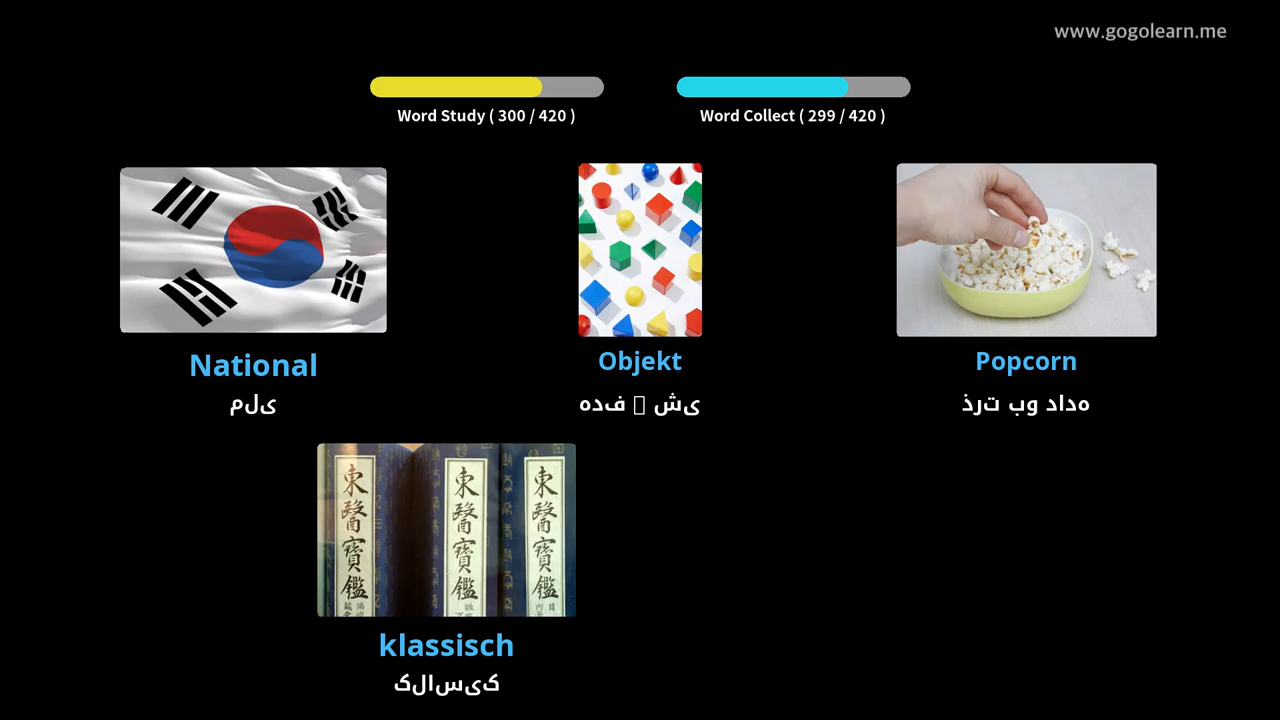 www.gogolearn.me
Word Study ( 300 / 420 )
Word Collect ( 299 / 420 )
National
Objekt
Popcorn
ملی
هدف شی
ذرت بو داده
東醫寶鑑
東醫寶鑑
東醫寶鑑
klassisch
کلاسیک